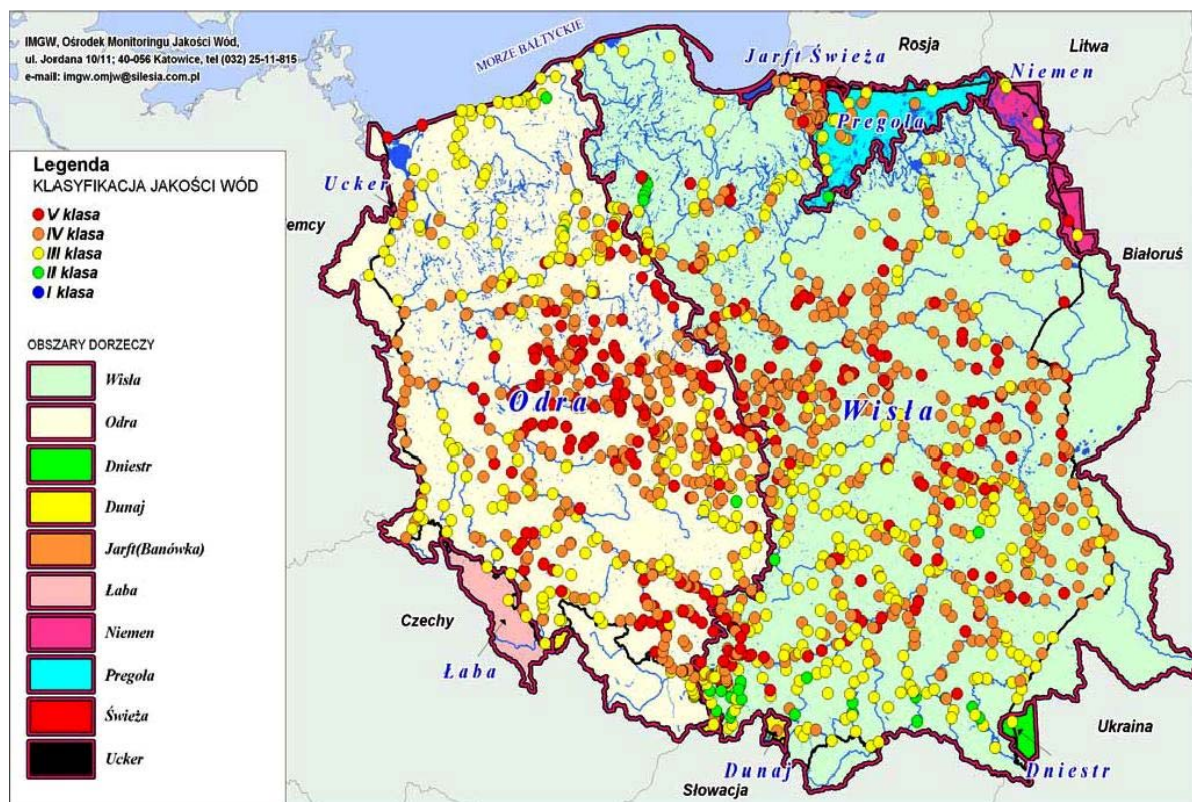 IMGW, Ośrodek Monitoringu Jakości Wód,
ul. Jordana 10/11; 40-056 Katowice, tel (032) 25-11-815
e-mail: imgw.omjw@silesia.com.pl
MORZE BAŁTYCKIE
Rosja
Litwa
Jarft Świeża
Niemen
Pregoła
Ucker
emcy
Białoruś
Odra
Wisła
Czechy
Łaba
Ukraina
Dunaj
Dniestr
Słowacja
Legenda
KLASYFIKACJA JAKOŚCI WÓD
V klasa
IV klasa
III klasa
II klasa
I klasa
OBSZARY DORZECZY
Wisła
Odra
Dniestr
Dunaj
Jarft(Banówka)
Łaba
Niemen
Pregoła
Świeża
Ucker